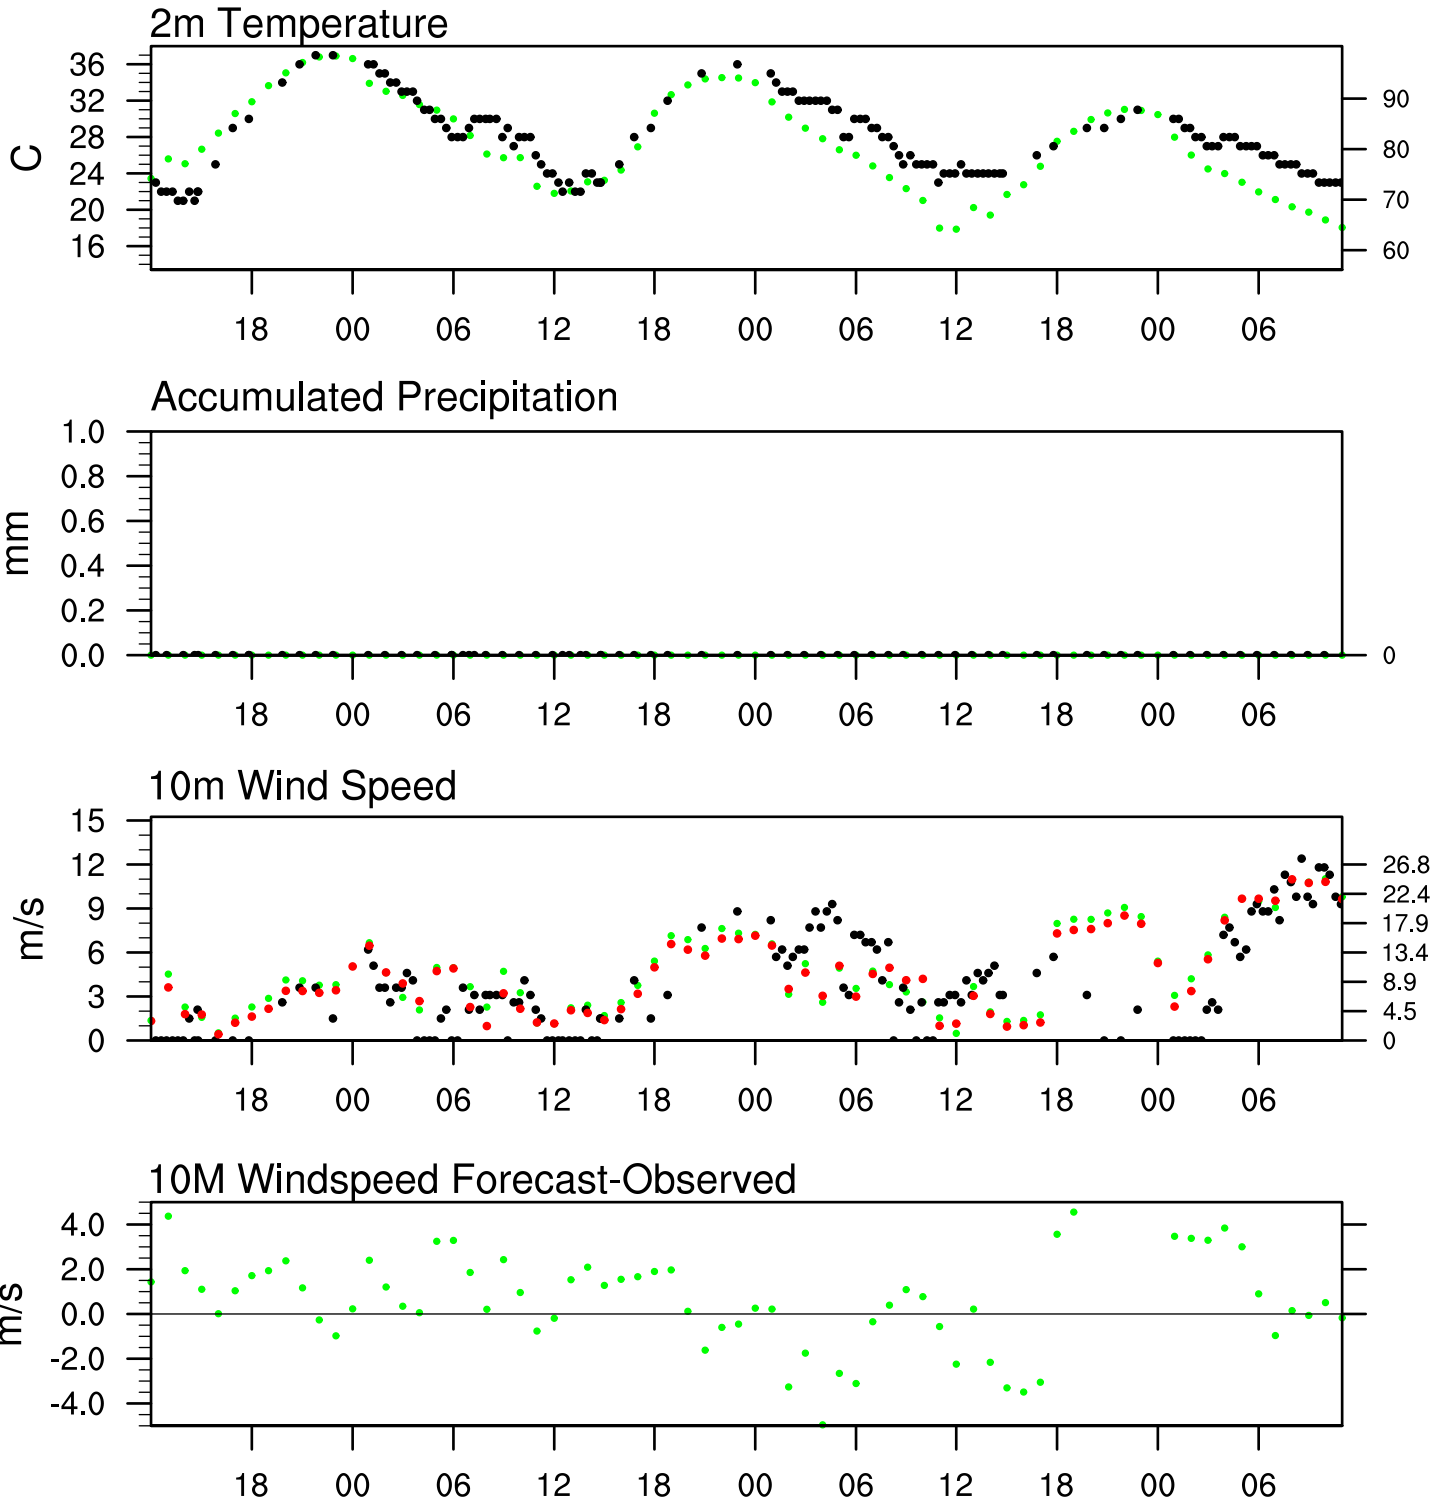 2m Temperature
36
32
28
24
20
16
C
90
80
70
60
18 00 06 12 18 00 06 12 18 00 06
Accumulated Precipitation
1.0
0.8
0.6
0.4
0.2
0.0
mm
0
18 00 06 12 18 00 06 12 18 00 06
10m Wind Speed
15
12
9
6
3
0
m/s
26.8
22.4
17.9
13.4
8.9
4.5
0
18 00 06 12 18 00 06 12 18 00 06
10M Windspeed Forecast-Observed
4.0
2.0
0.0
-2.0
-4.0
m/s
18 00 06 12 18 00 06 12 18 00 06